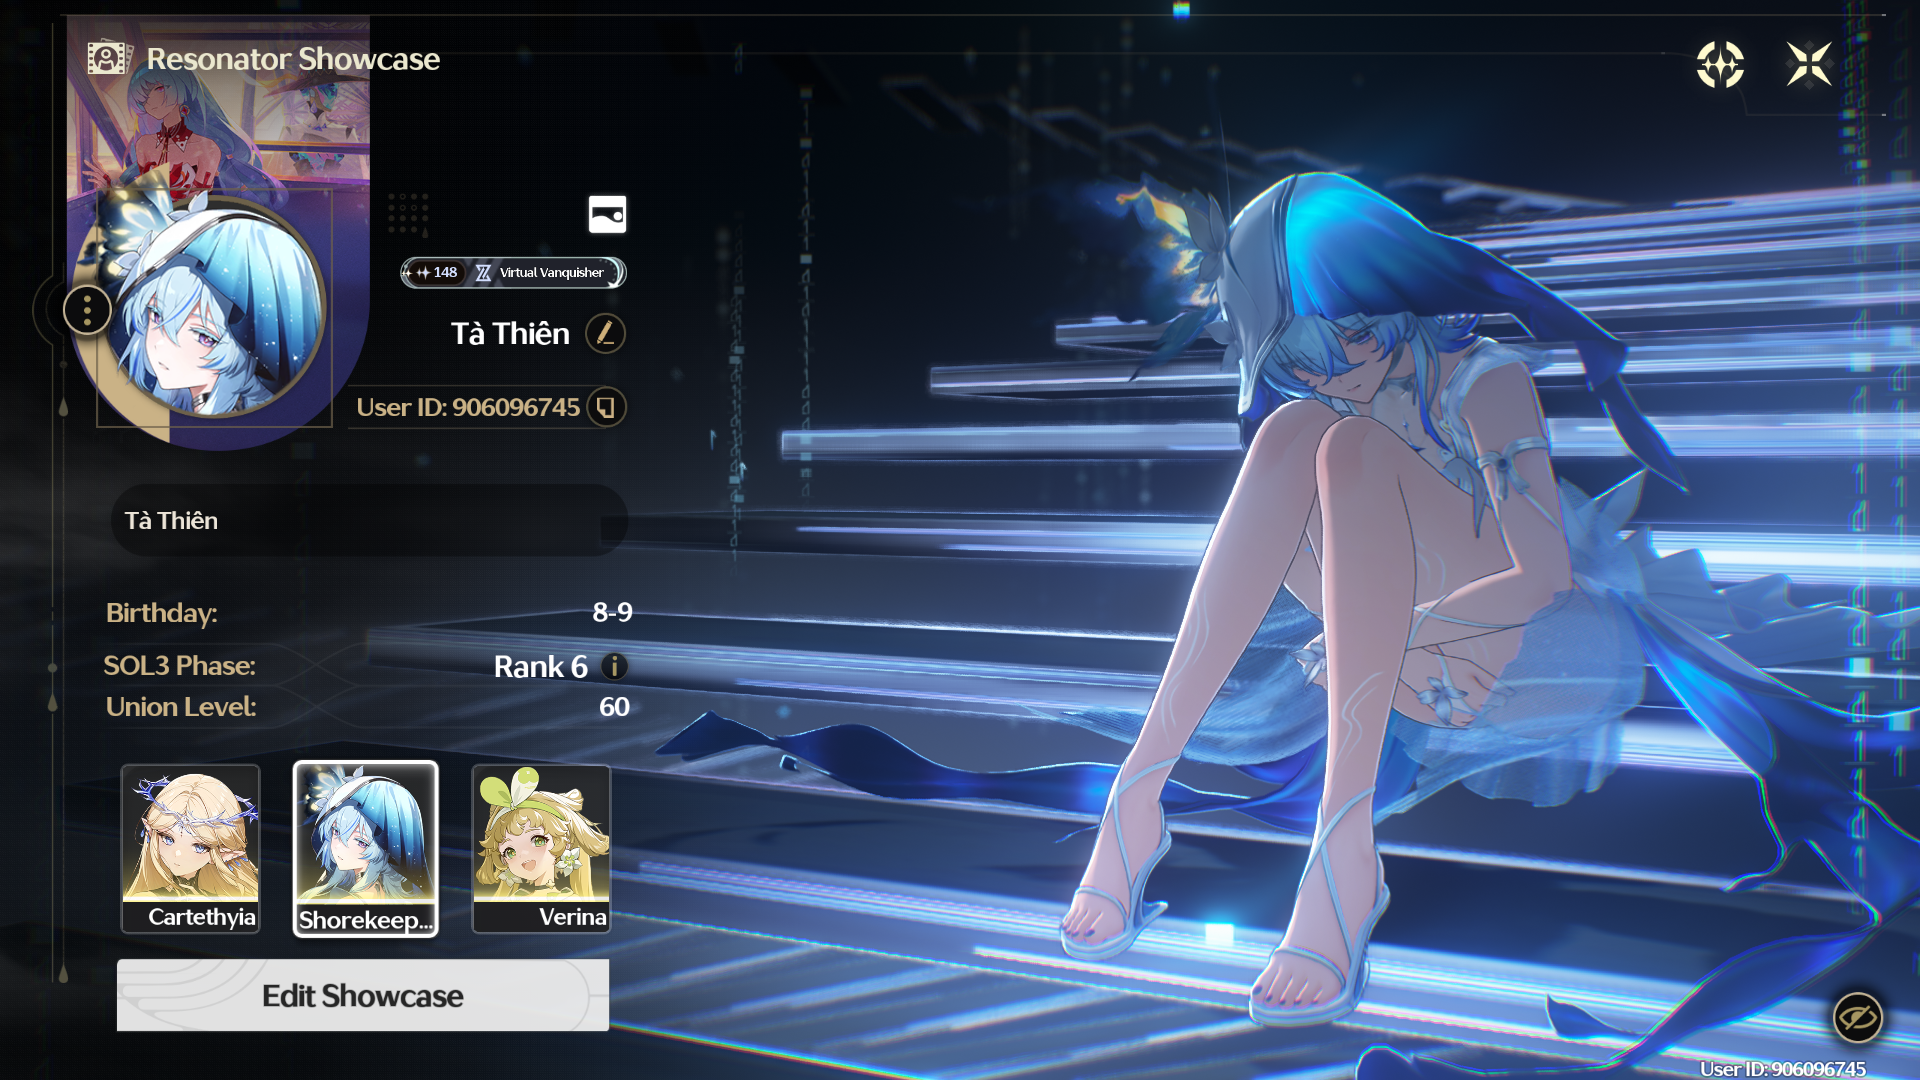 Resonator Showcase
148 Virtual Vanquisher
Tà Thiên
User ID: 906096745
Tà Thiên
Birthday: 8-9
SOL3 Phase: Rank 6
Union Level: 60
Cartethyia Shorekeep... Verina
Edit Showcase
User ID: 906096745